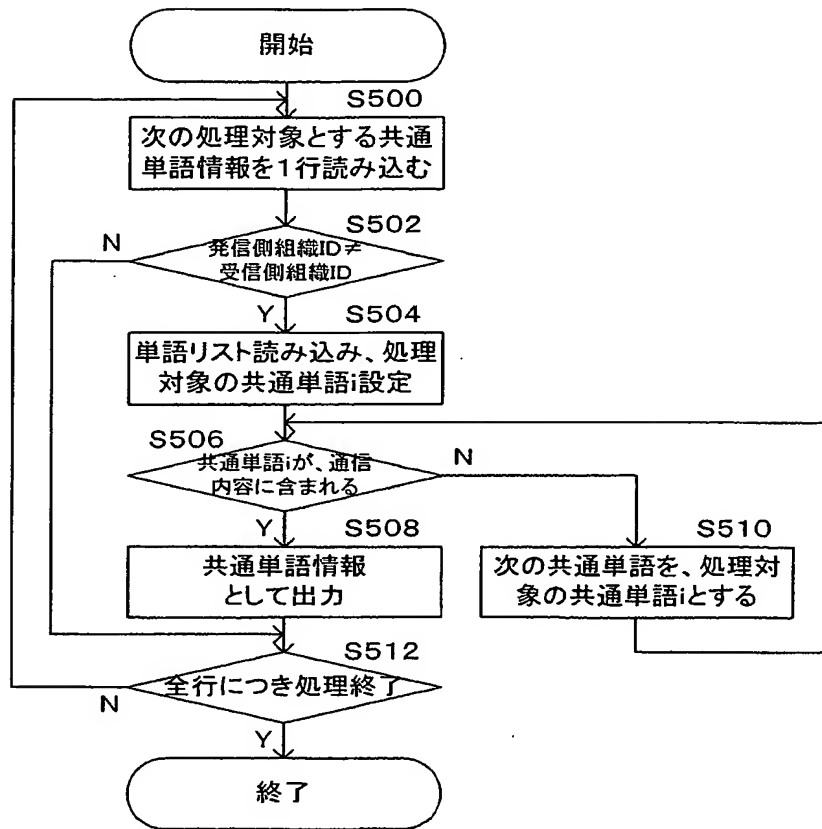 開始
S500
次の処理対象とする共通
単語情報を1行読み込む
S502
N
発信側組織ID≠
受信側組織ID
Y
S504
単語リスト読み込み、処理
対象の共通単語i設定
S506
共通単語iが、通信
内容に含まれる
N
Y
S508
S510
共通単語情報
として出力
次の共通単語を、処理対
象の共通単語iとする
S512
全行につき処理終了
N
Y
終了